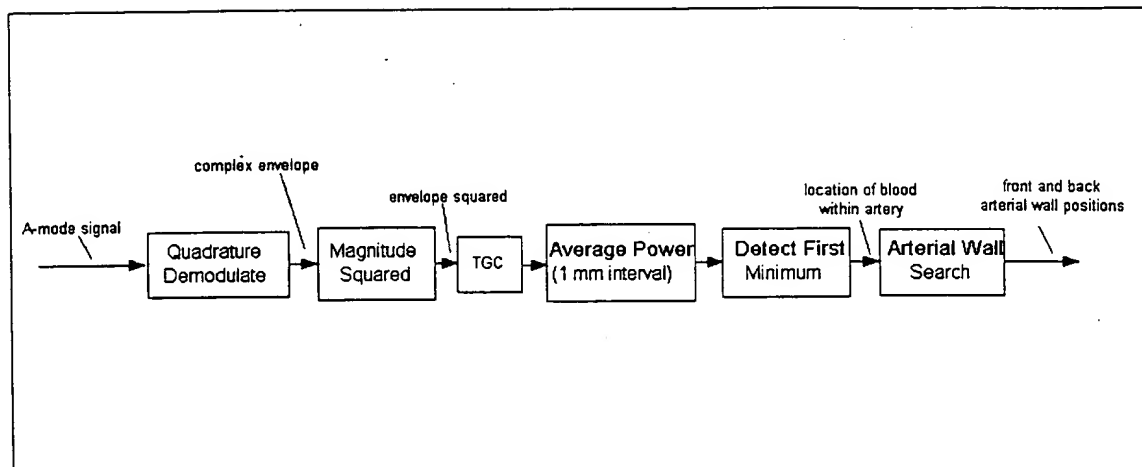 complex envelope
envelope squared
location of blood
within artery
front and back
arterial wall positions
A-mode signal
Quadrature
Demodulate
Magnitude
Squared
TGC
Average Power
(1 mm interval)
Detect First
Minimum
Arterial Wall
Search